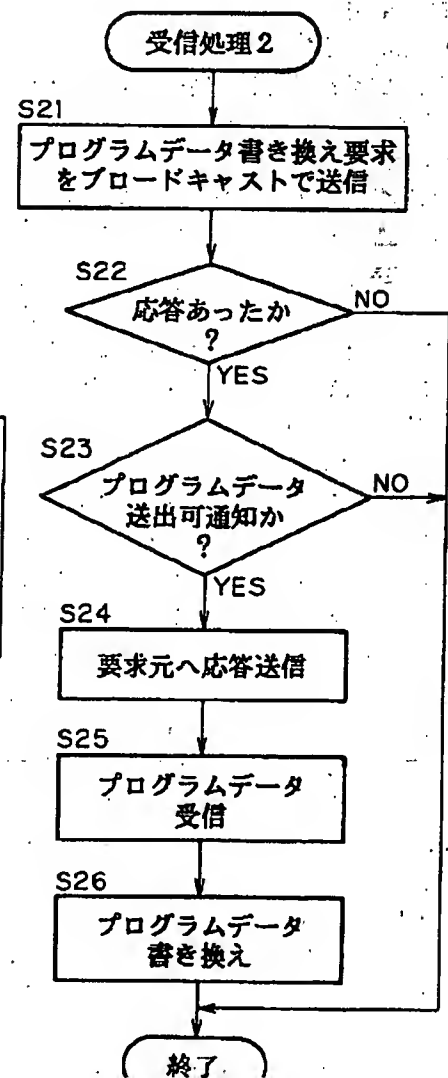 受信処理2
S21
プログラムデータ書き換え要求
をブロードキャストで送信
S22
応答あったか
?
NO
YES
S23
プログラムデータ
送出可通知か
?
NO
YES
S24
要求元へ応答送信
S25
プログラムデータ
受信
S26
プログラムデータ
書き換え
終了